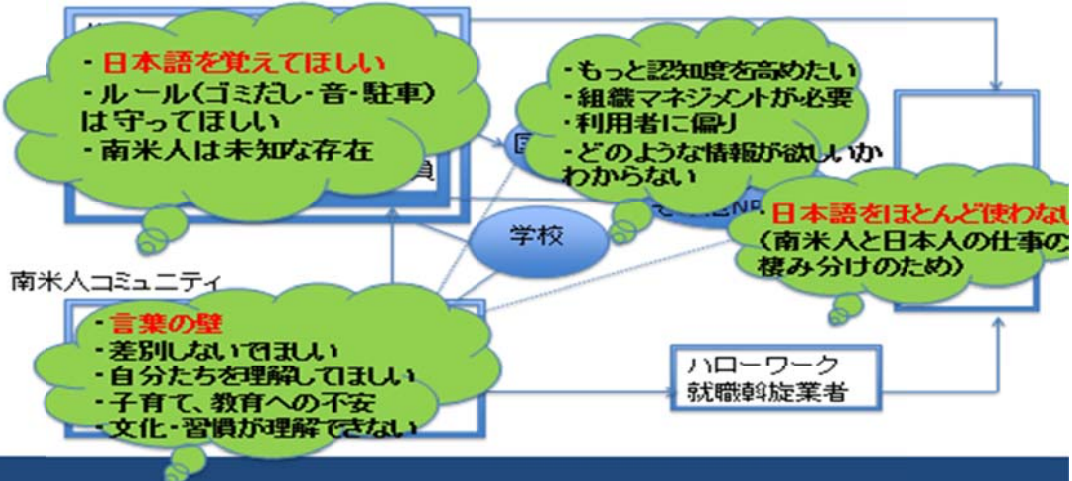 ・日本語を覚えてほしい
・ルール(ゴミだし・音・駐車)
は守ってほしい
・南米人は未知な存在
員
・もっと認知度を高めたい
・組織マネジメントが必要
・利用者に偏り
・どのような情報が欲しいか
わからない
・日本語をほとんど使わない
(南米人と日本人の仕事の
棲み分けのため)
学校
南米人コミュニティ
・言葉の壁
・差別しないでほしい
・自分たちを理解してほしい
・子育て、教育への不安
・文化・習慣が理解できない
ハローワーク
就職斡旋業者